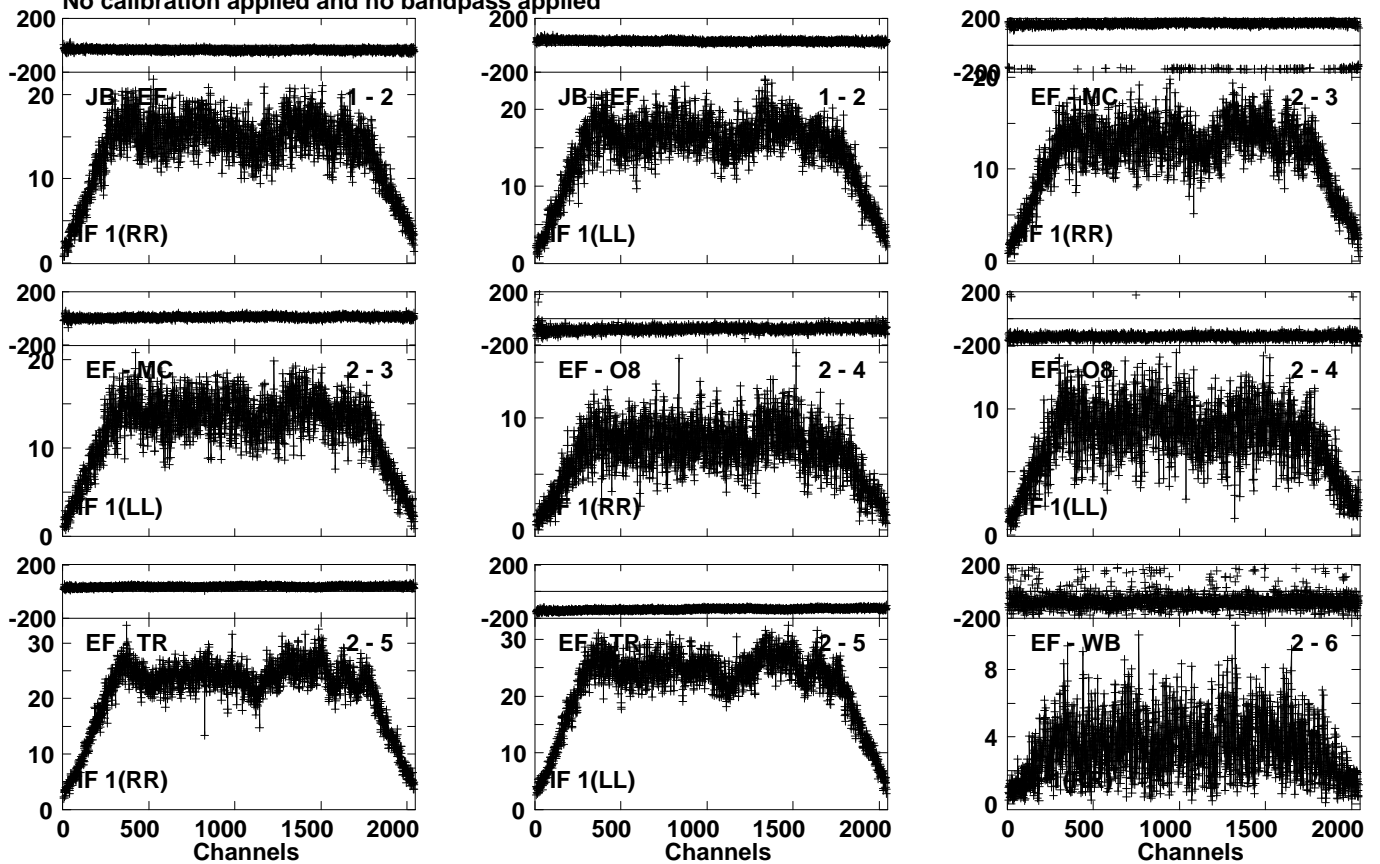 No calibration applied and no bandpass applied
200
-200
20
10
0
JB - EF
1 - 2
IF 1(RR)
200
-200
20
10
0
JB - EF
1 - 2
IF 1(LL)
200
-200
20
10
0
EF - MC
2 - 3
IF 1(RR)
200
-200
20
10
0
EF - MC
2 - 3
IF 1(LL)
200
-200
10
0
EF - O8
2 - 4
IF 1(RR)
200
-200
10
0
EF - O8
2 - 4
IF 1(LL)
200
-200
30
20
10
0
EF - TR
2 - 5
IF 1(RR)
0 500 1000 1500 2000
Channels
200
-200
30
20
10
0
EF - TR
2 - 5
IF 1(LL)
0 500 1000 1500 2000
Channels
200
-200
8
4
0
EF - WB
2 - 6
0 500 1000 1500 2000
Channels